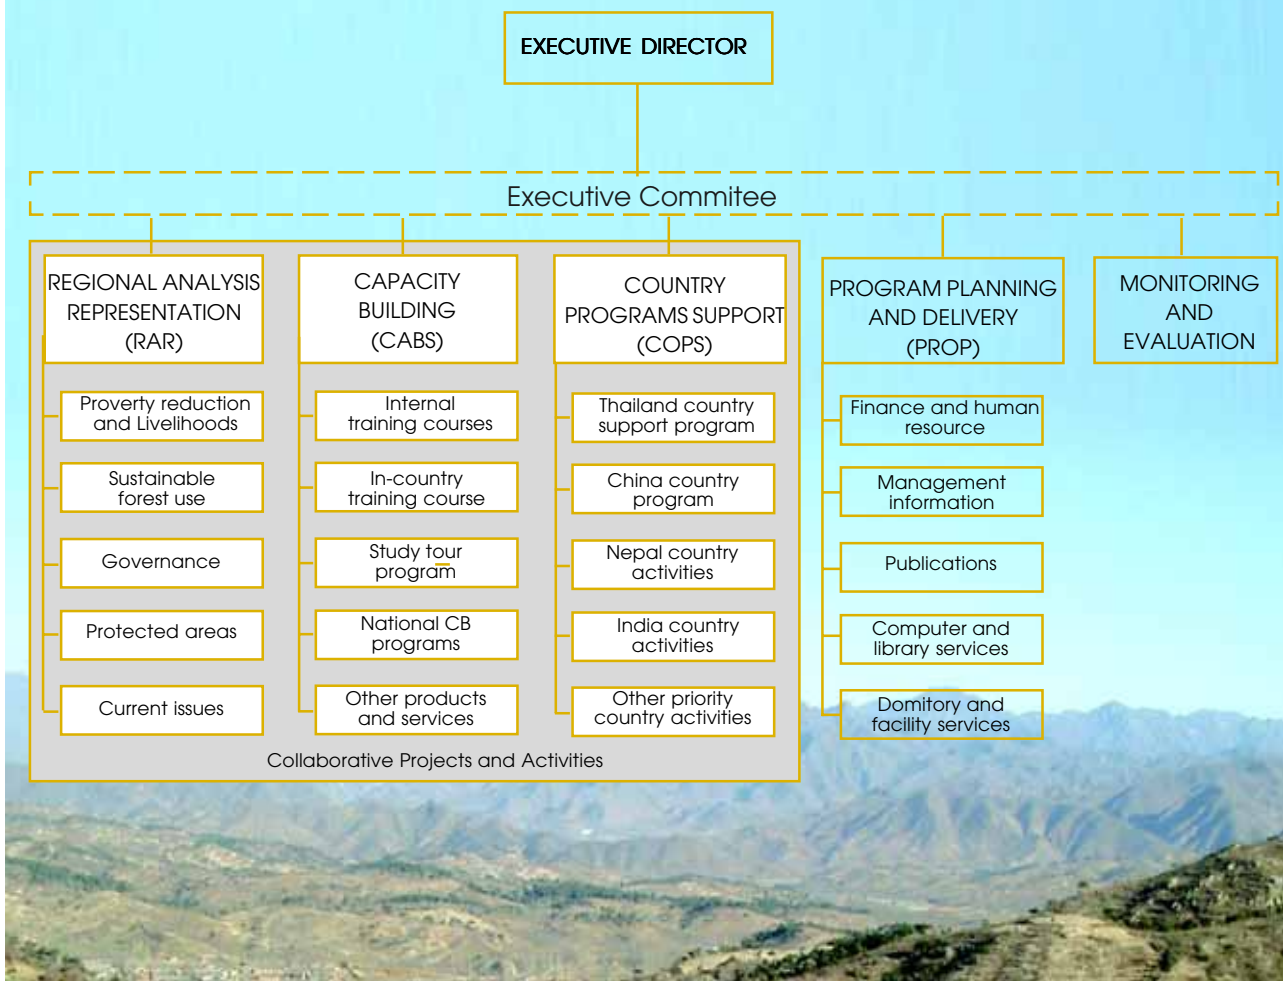 EXECUTIVE DIRECTOR
Executive Commitee
REGIONAL ANALYSIS
REPRESENTATION
(RAR)
Proverty reduction
and Livelihoods
Sustainable
forest use
Governance
Protected areas
Current issues
CAPACITY
BUILDING
(CABS)
Internal
training courses
In-country
training course
Study tour
program
National CB
programs
Other products
and services
COUNTRY
PROGRAMS SUPPORT
(COPS)
Thailand country
support program
China country
program
Nepal country
activities
India country
activities
Other priority
country activities
Collaborative Projects and Activities
PROGRAM PLANNING
AND DELIVERY
(PROP)
Finance and human
resource
Management
information
Publications
Computer and
library services
Domitory and
facility services
MONITORING
AND
EVALUATION